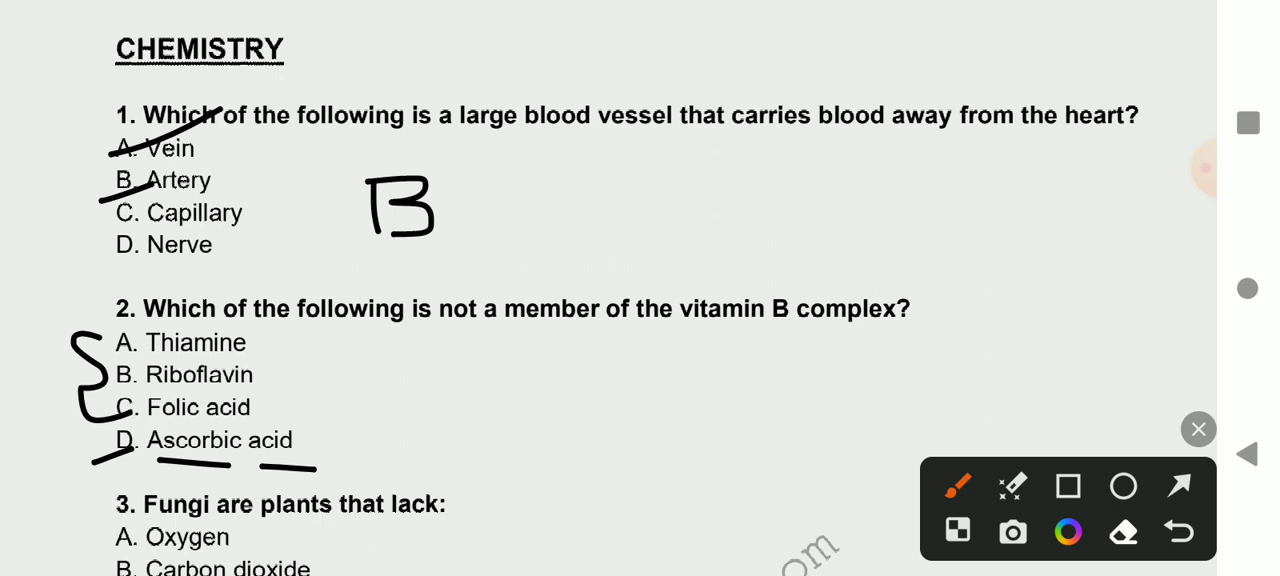 CHEMISTRY
1. Which of the following is a large blood vessel that carries blood away from the heart?
A. Vein
B. Artery
C. Capillary
D. Nerve
B
2. Which of the following is not a member of the vitamin B complex?
A. Thiamine
B. Riboflavin
C. Folic acid
D. Ascorbic acid
3. Fungi are plants that lack:
A. Oxygen
B. Carbon dioxide
om